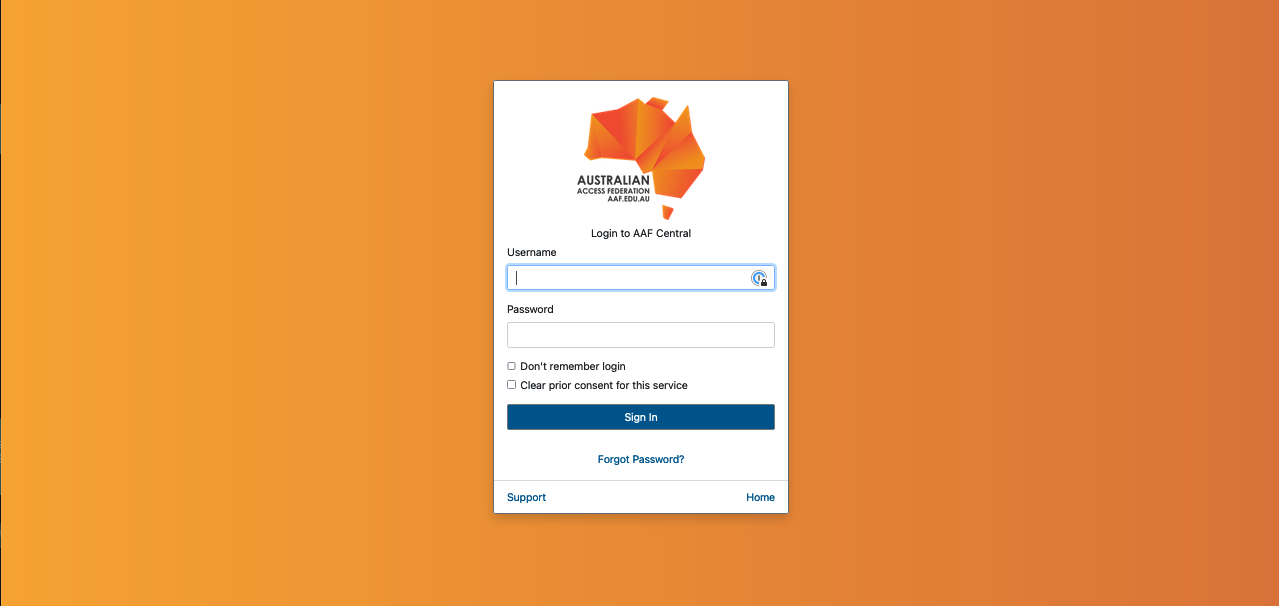 AUSTRALIAN
ACCESS FEDERATION
AAF.EDU.AU
Login to AAF Central
Username
Password
Don't remember login
Clear prior consent for this service
Sign In
Forgot Password?
Support Home